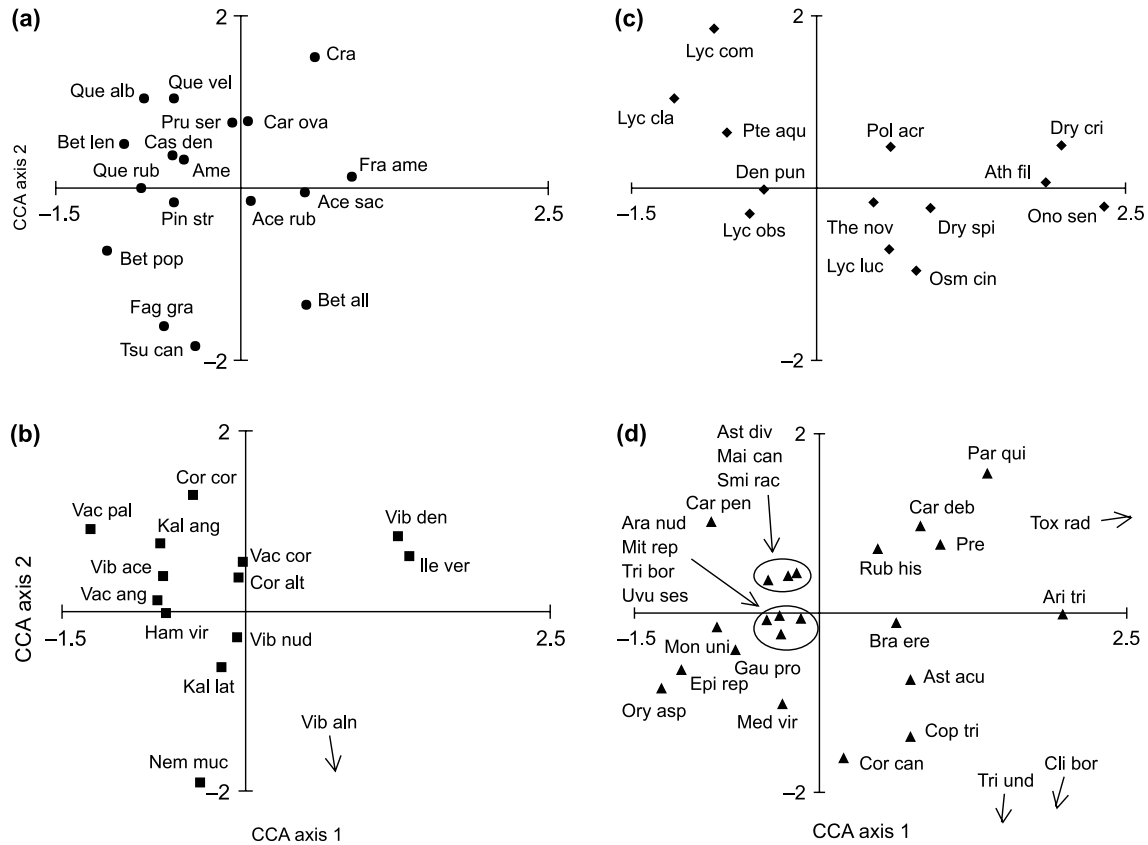 (a)
2
Cra
Que alb
Que vel
Pru ser
Car ova
Bet len
Cas den
Fra ame
Que rub
Ame
CCA axis 2
–1.5
2.5
Pin str
Ace rub
Ace sac
Bet pop
Bet all
Fag gra
Tsu can
–2
(c)
2
Lyc com
Lyc cla
Pte aqu
Pol acr
Dry cri
Den pun
Ath fil
–1.5
2.5
Ono sen
Lyc obs
The nov
Dry spi
Lyc luc
Osm cin
–2
(b)
2
Cor cor
Vac pal
Vib den
Kal ang
Vac cor
Ile ver
Vib ace
Cor alt
Vac ang
CCA axis 2
–1.5
2.5
Ham vir
Vib nud
Kal lat
Vib aln
Nem muc
–2
CCA axis 1
(d)
Ast div
Mai can
Smi rac
2
Par qui
Car pen
Car deb
Tox rad
Ara nud
Mit rep
Tri bor
Uvu ses
Pre
Rub his
Ari tri
–1.5
2.5
Bra ere
Mon uni
Gau pro
Epi rep
Ast acu
Ory asp
Med vir
Cop tri
Cor can
Cli bor
Tri und
–2
CCA axis 1